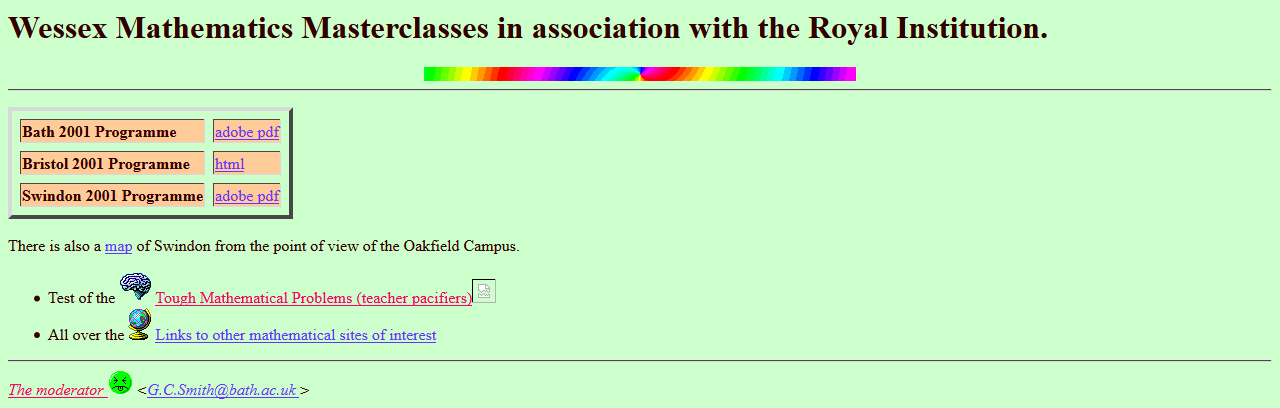 Wessex Mathematics Masterclasses in association with the Royal Institution.
Bath 2001 Programme adobe pdf
Bristol 2001 Programme html
Swindon 2001 Programme adobe pdf
There is also a map of Swindon from the point of view of the Oakfield Campus.
Test of the Tough Mathematical Problems (teacher pacifiers)
All over the Links to other mathematical sites of interest
The moderator <G.C.Smith@bath.ac.uk >